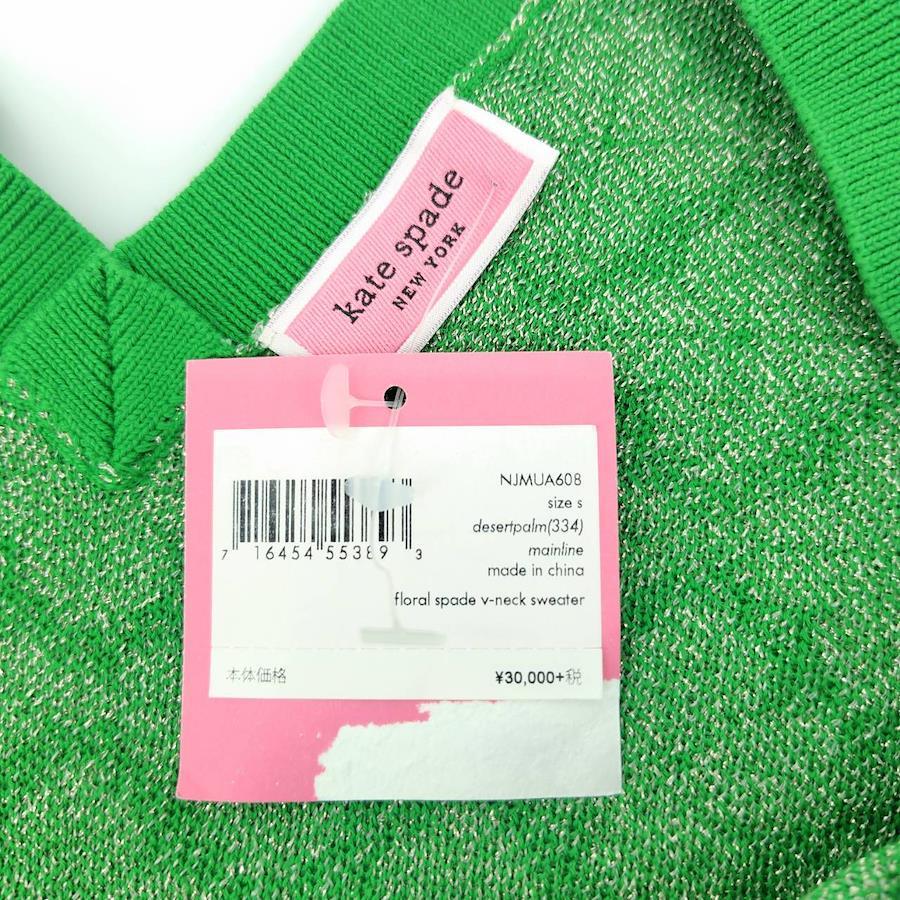 kate spade
NEW YORK
NJMUA608
size s
desertpalm(334)
mainline
made in china
7 16454 55389 3
floral spade v-neck sweater
本体価格 ¥30,000+税